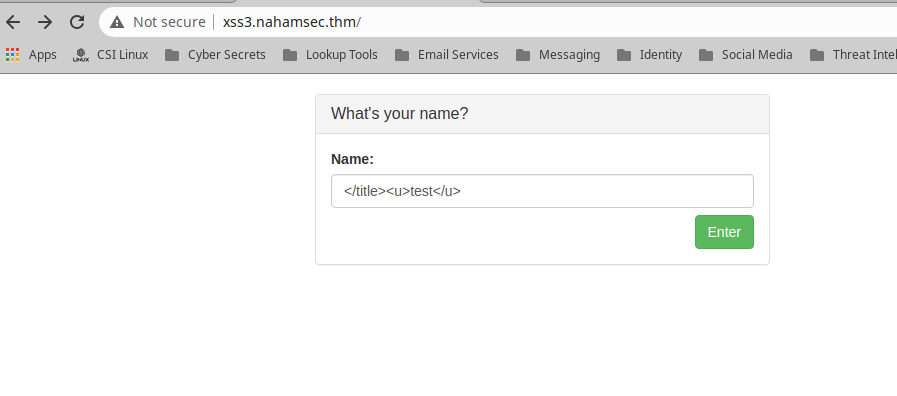 Not secure | xss3.nahamsec.thm/
Apps CSI Linux Cyber Secrets Lookup Tools Email Services Messaging Identity Social Media Threat Intel
What's your name?
Name:
</title><u>test</u>
Enter